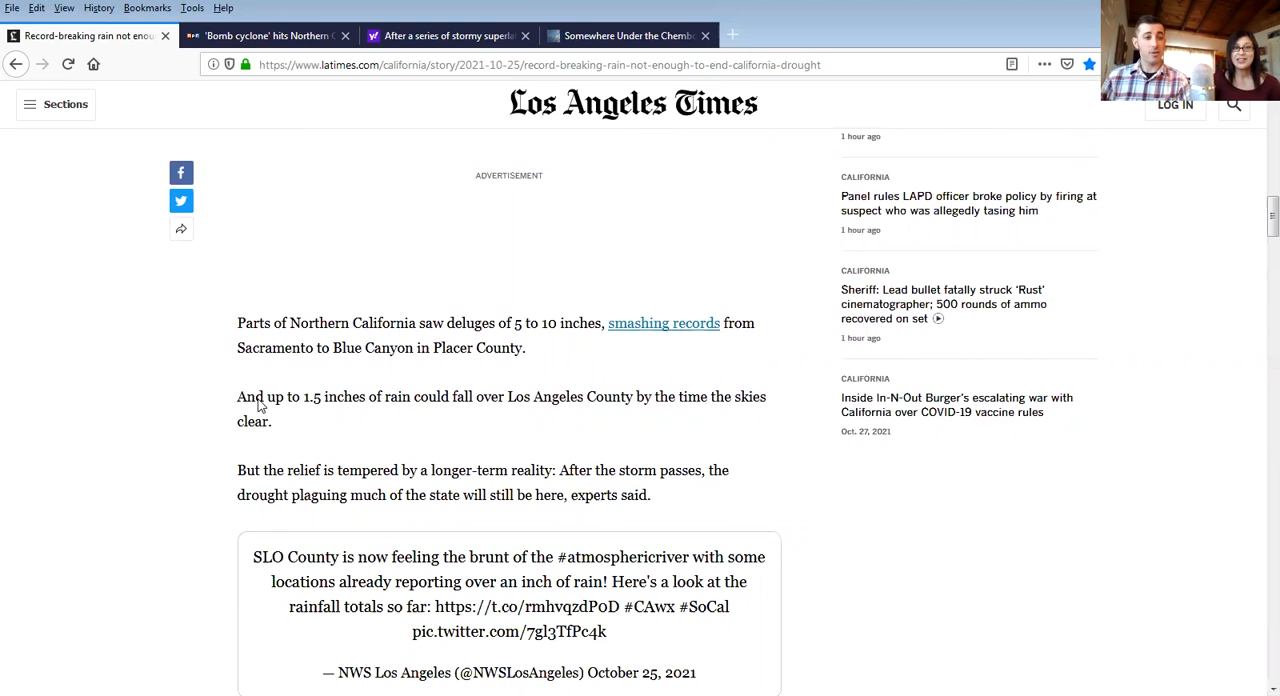 File Edit View History Bookmarks Tools Help
Record-breaking rain not enou
'Bomb cyclone' hits Northern C
After a series of stormy superla
Somewhere Under the Chemb
https://www.latimes.com/california/story/2021-10-25/record-breaking-rain-not-enough-to-end-california-drought
Sections
Los Angeles Times
LOG IN
1 hour ago
ADVERTISEMENT
CALIFORNIA
Panel rules LAPD officer broke policy by firing at
suspect who was allegedly tasing him
1 hour ago
CALIFORNIA
Sheriff: Lead bullet fatally struck ‘Rust’
cinematographer; 500 rounds of ammo
recovered on set
1 hour ago
CALIFORNIA
Inside In-N-Out Burger’s escalating war with
California over COVID-19 vaccine rules
Oct. 27, 2021
Parts of Northern California saw deluges of 5 to 10 inches, smashing records from
Sacramento to Blue Canyon in Placer County.
And up to 1.5 inches of rain could fall over Los Angeles County by the time the skies
clear.
But the relief is tempered by a longer-term reality: After the storm passes, the
drought plaguing much of the state will still be here, experts said.
SLO County is now feeling the brunt of the #atmosphericriver with some
locations already reporting over an inch of rain! Here's a look at the
rainfall totals so far: https://t.co/rmhvqzdP0D #CAwx #SoCal
pic.twitter.com/7gl3TfPc4k
— NWS Los Angeles (@NWSLosAngeles) October 25, 2021